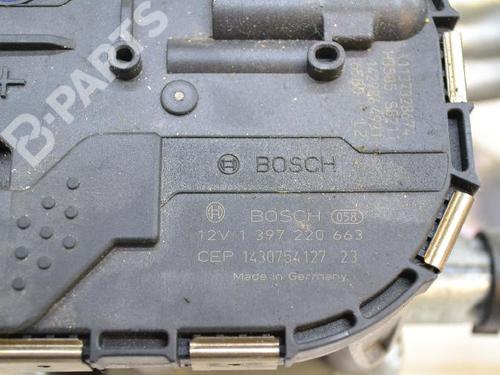 B-PARTS
BOSCH
BOSCH 058
12V 1 397 220 663
CEP 1430754127 23
Made in Germany